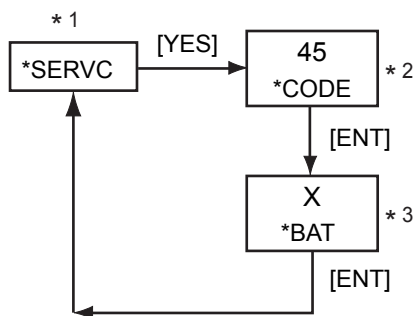 * 1
*SERVC
[YES]
45
*CODE
* 2
[ENT]
X
*BAT
* 3
[ENT]